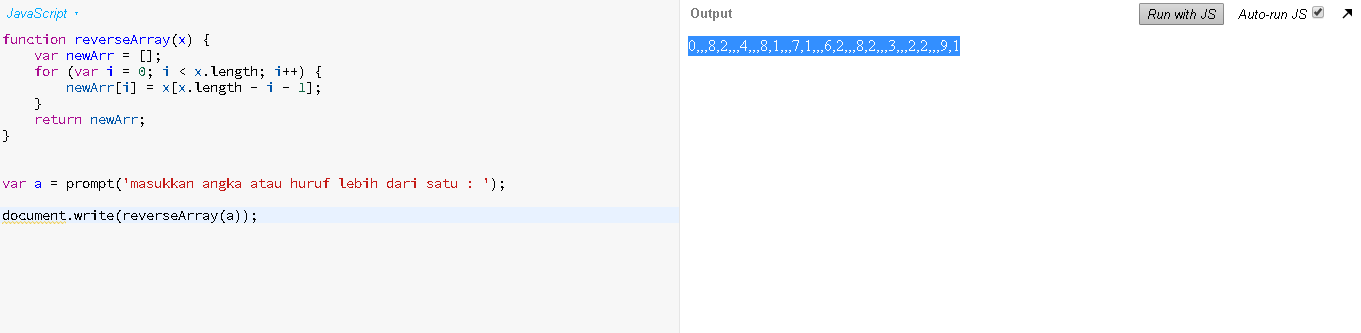 JavaScript
function reverseArray(x) {
    var newArr = [];
    for (var i = 0; i < x.length; i++) {
        newArr[i] = x[x.length - i - 1];
    }
    return newArr;
}
var a = prompt('masukkan angka atau huruf lebih dari satu : ');
document.write(reverseArray(a));
Output
Run with JS
Auto-run JS
0,,,8,2,,,4,,,8,1,,,7,1,,,6,2,,,8,2,,,3,,,2,2,,,9,1